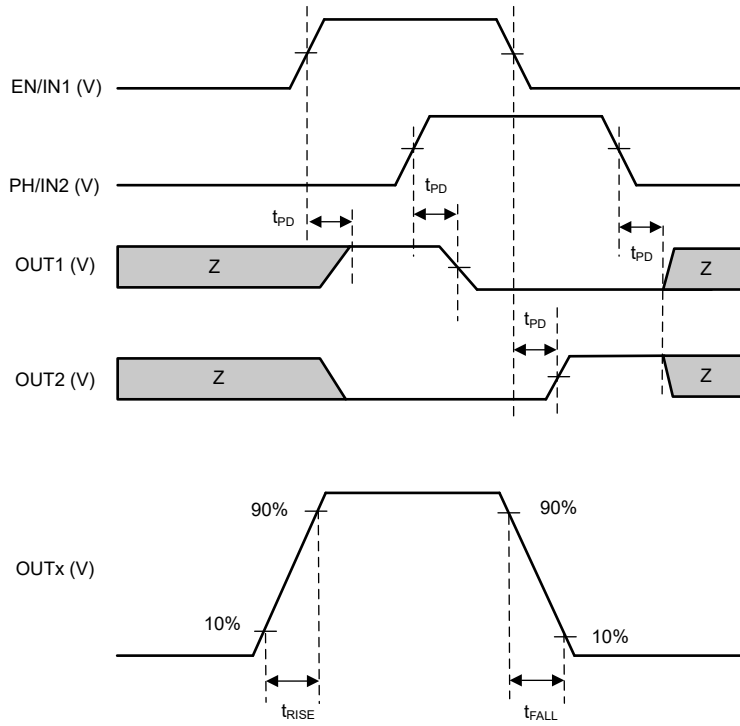 EN/IN1 (V)
PH/IN2 (V)
tPD
tPD
tPD
OUT1 (V)
Z
Z
tPD
OUT2 (V)
Z
Z
90%
90%
OUTx (V)
10%
10%
tRISE
tFALL